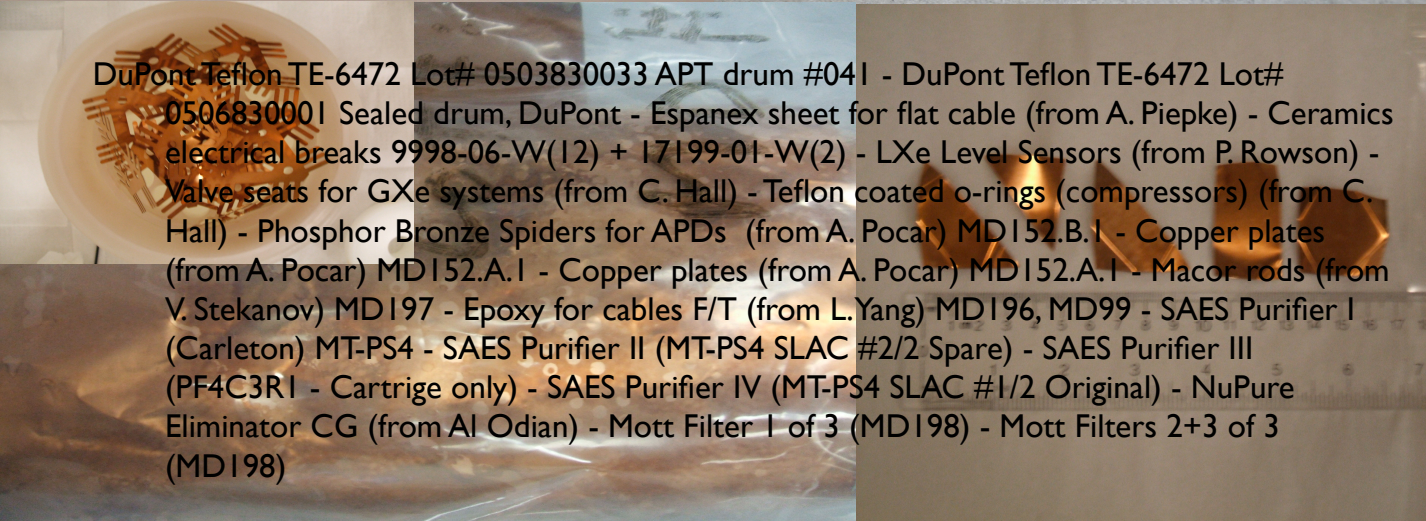 DuPont Teflon TE-6472 Lot# 0503830033 APT drum #041 - DuPont Teflon TE-6472 Lot#
0506830001 Sealed drum, DuPont - Espanex sheet for flat cable (from A. Piepke) - Ceramics
electrical breaks 9998-06-W(12) + 17199-01-W(2) - LXe Level Sensors (from P. Rowson) -
Valve seats for GXe systems (from C. Hall) - Teflon coated o-rings (compressors) (from C.
Hall) - Phosphor Bronze Spiders for APDs (from A. Pocar) MD152.B.1 - Copper plates
(from A. Pocar) MD152.A.1 - Copper plates (from A. Pocar) MD152.A.1 - Macor rods (from
V. Stekanov) MD197 - Epoxy for cables F/T (from L. Yang) MD196, MD99 - SAES Purifier I
(Carleton) MT-PS4 - SAES Purifier II (MT-PS4 SLAC #2/2 Spare) - SAES Purifier III
(PF4C3R1 - Cartrige only) - SAES Purifier IV (MT-PS4 SLAC #1/2 Original) - NuPure
Eliminator CG (from Al Odian) - Mott Filter 1 of 3 (MD198) - Mott Filters 2+3 of 3
(MD198)